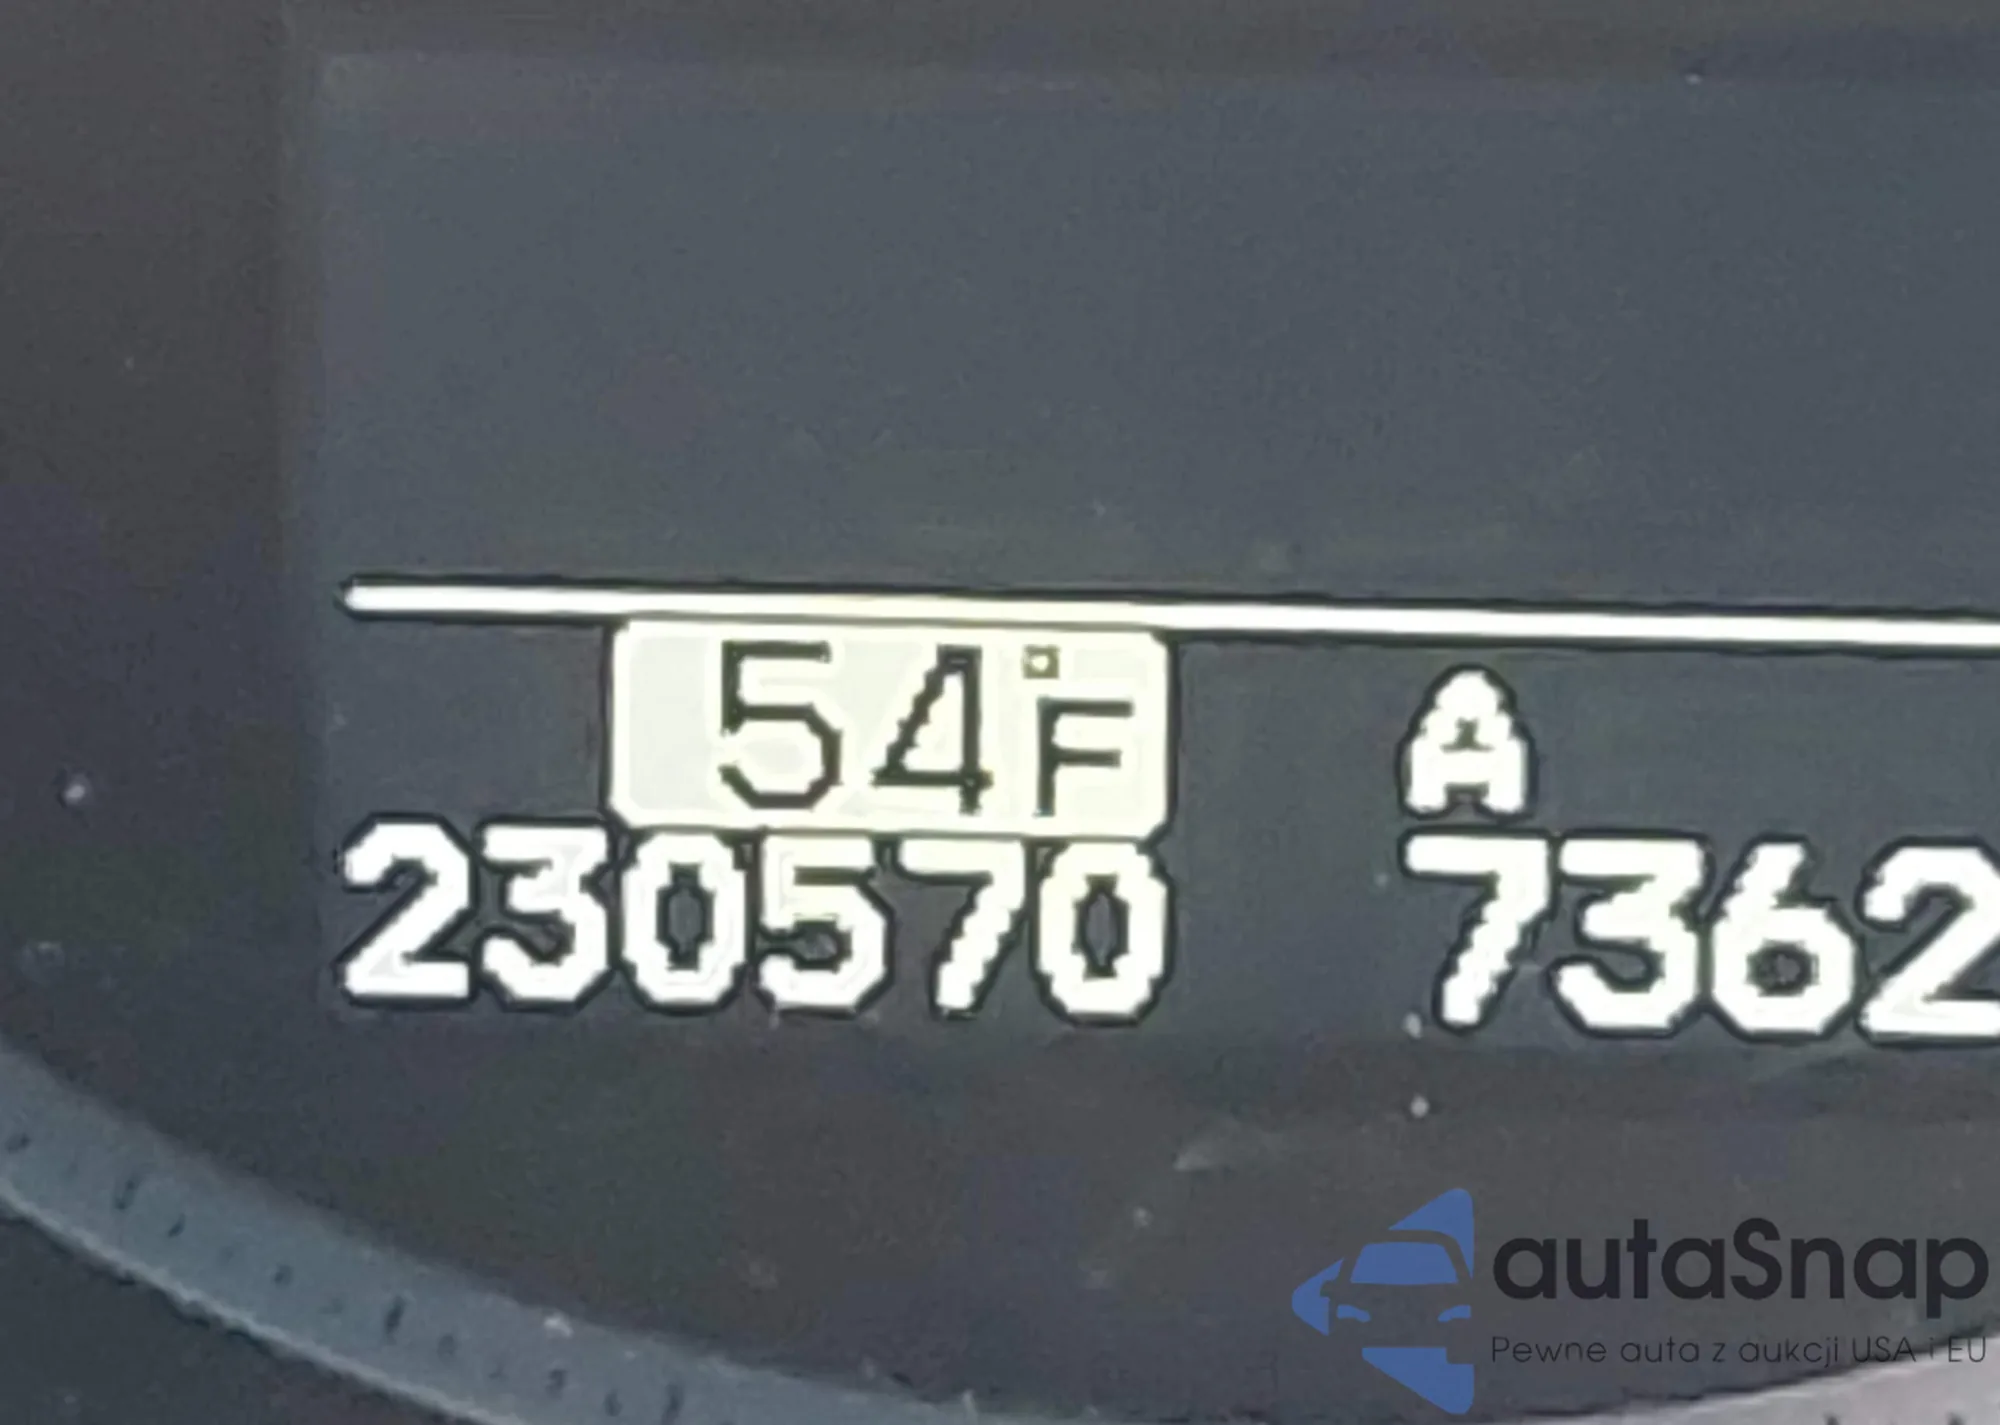 54°F
A
230570 7362
autaSnap
Pewne auta z aukcji USA i EU